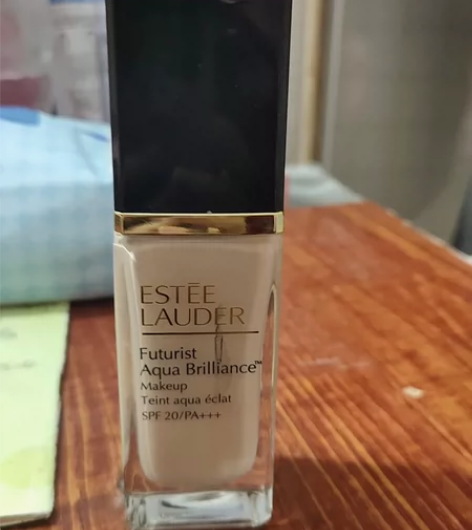 ESTĒE
LAUDER
Futurist
Aqua Brilliance™
Makeup
Teint aqua éclat
SPF 20/PA+++